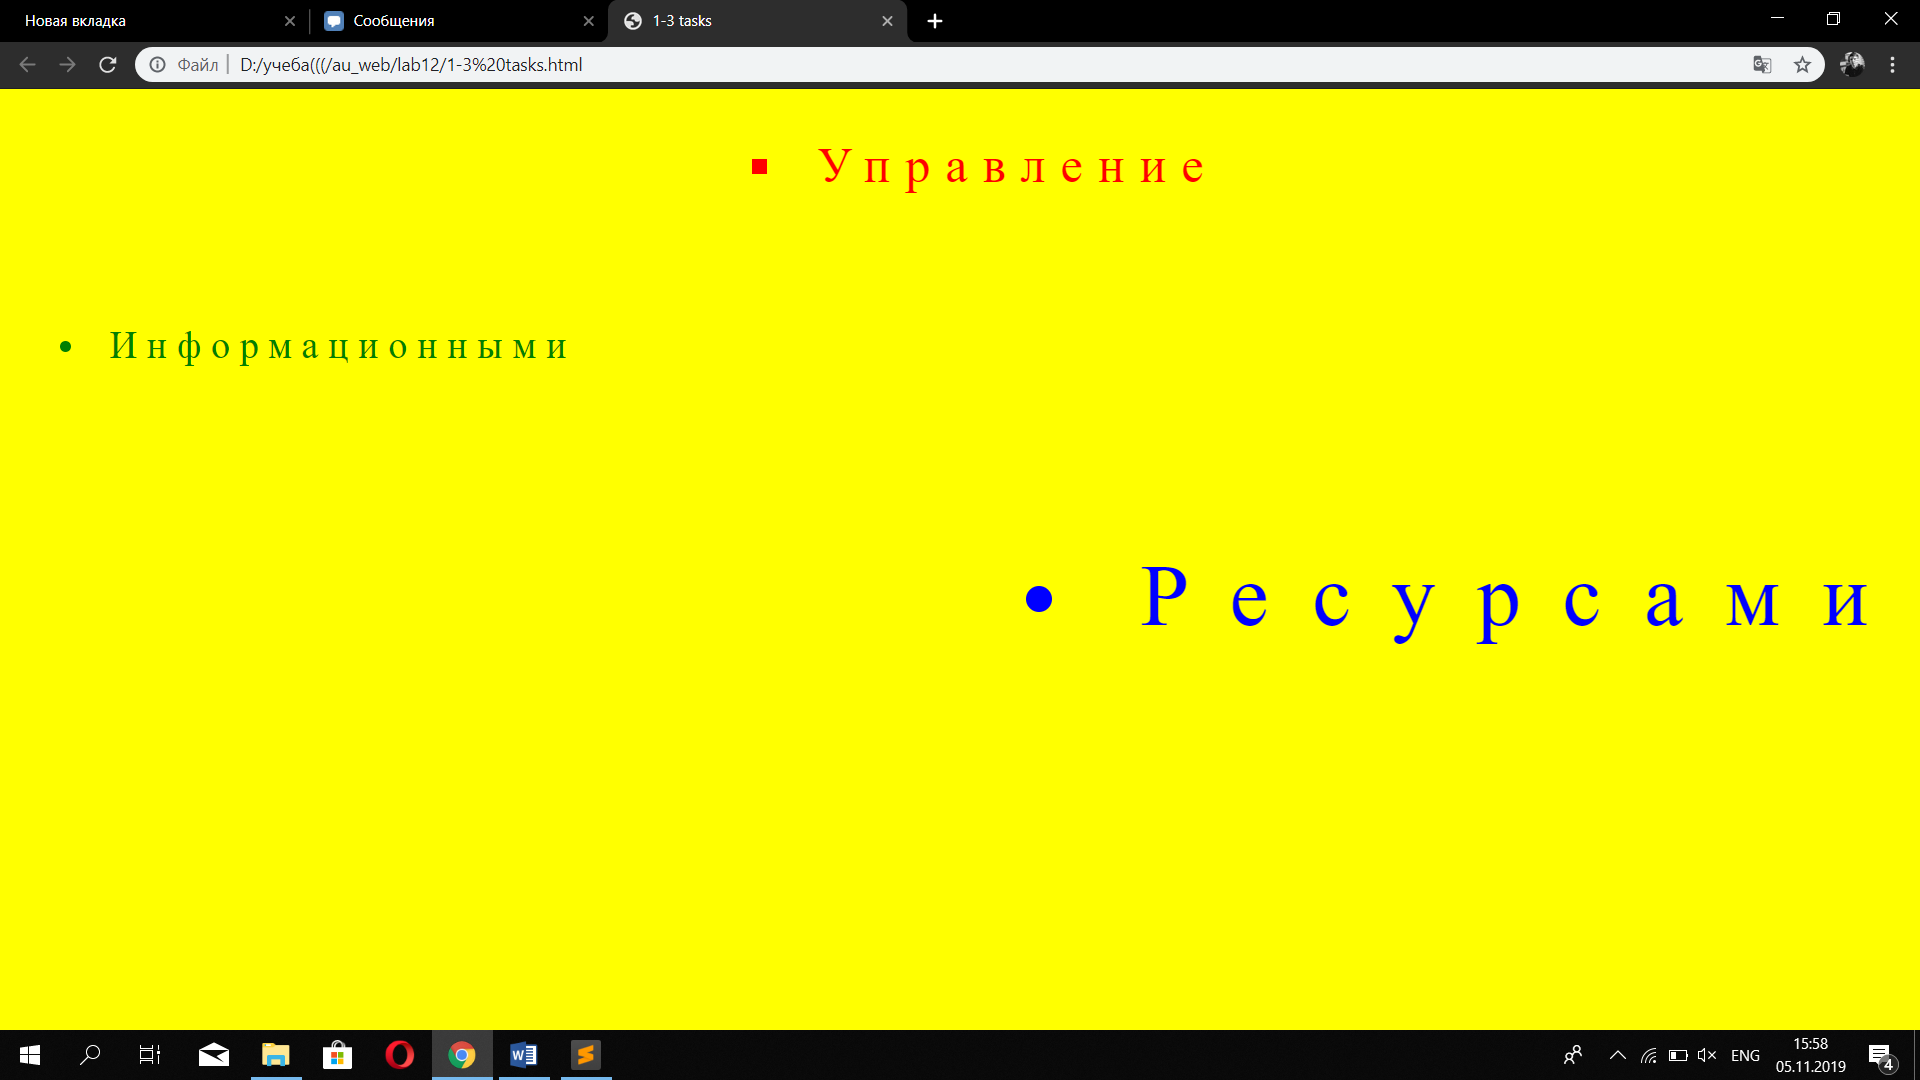 Новая вкладка
Сообщения
1-3 tasks
Файл | D:/учеба(((/au_web/lab12/1-3%20tasks.html
Управление
Информационными
Ресурсами
ENG
15:58
05.11.2019
4